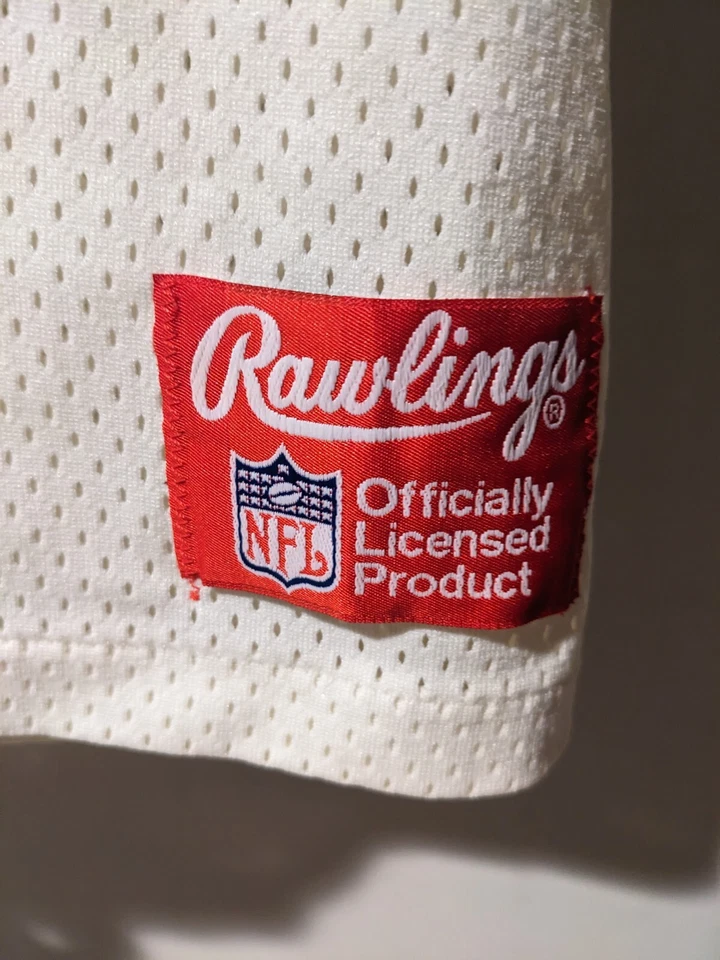 Rawlings®
NFL
Officially
Licensed
Product